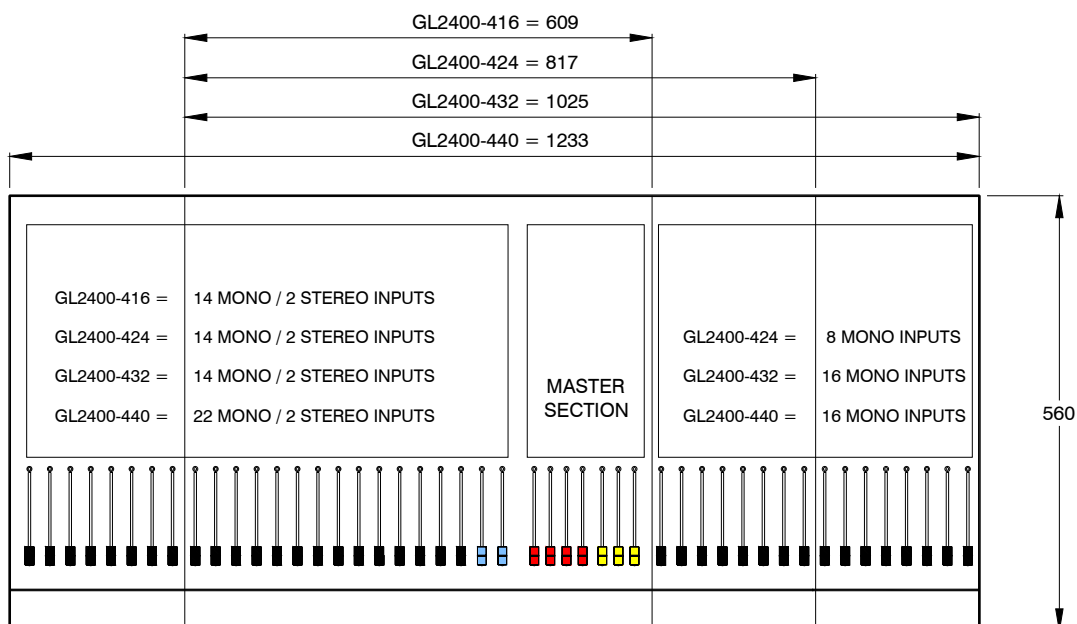 GL2400-416 = 609
GL2400-424 = 817
GL2400-432 = 1025
GL2400-440 = 1233
GL2400-416 = 14 MONO / 2 STEREO INPUTS
GL2400-424 = 14 MONO / 2 STEREO INPUTS
GL2400-432 = 14 MONO / 2 STEREO INPUTS
GL2400-440 = 22 MONO / 2 STEREO INPUTS
MASTER
SECTION
GL2400-424 = 8 MONO INPUTS
GL2400-432 = 16 MONO INPUTS
GL2400-440 = 16 MONO INPUTS
560